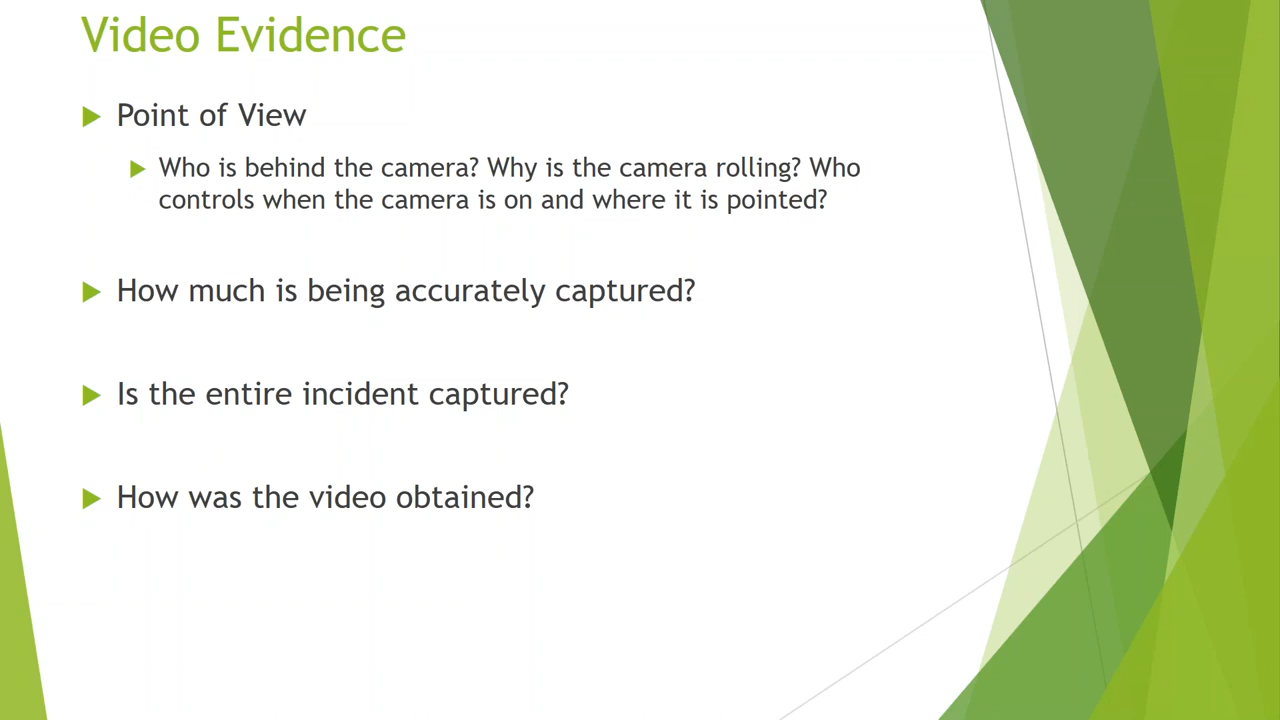 Video Evidence
Point of View
Who is behind the camera? Why is the camera rolling? Who
controls when the camera is on and where it is pointed?
How much is being accurately captured?
Is the entire incident captured?
How was the video obtained?